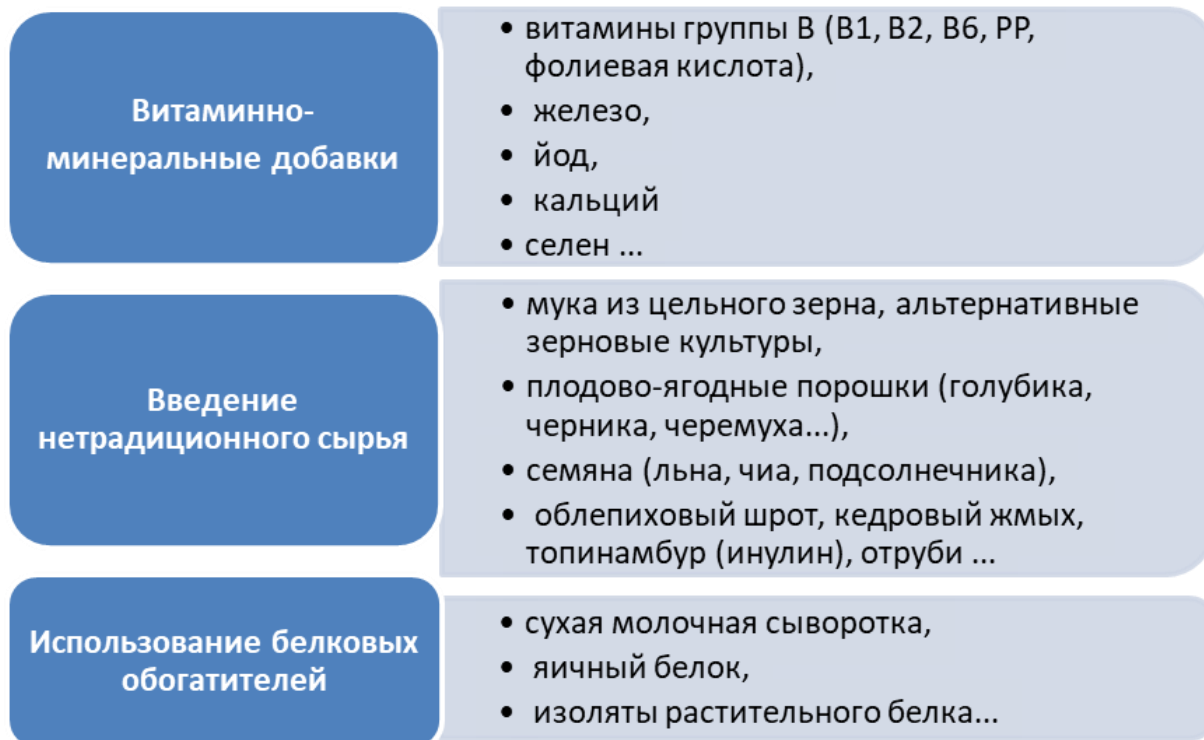 Витаминно-
минеральные добавки
• витамины группы В (В1, В2, В6, РР,
фолиевая кислота),
• железо,
• йод,
• кальций
• селен ...
Введение
нетрадиционного сырья
• мука из цельного зерна, альтернативные
зерновые культуры,
• плодово-ягодные порошки (голубика,
черника, черемуха...),
• семяна (льна, чиа, подсолнечника),
• облепиховый шрот, кедровый жмых,
топинамбур (инулин), отруби ...
Использование белковых
обогатителей
• сухая молочная сыворотка,
• яичный белок,
• изоляты растительного белка...